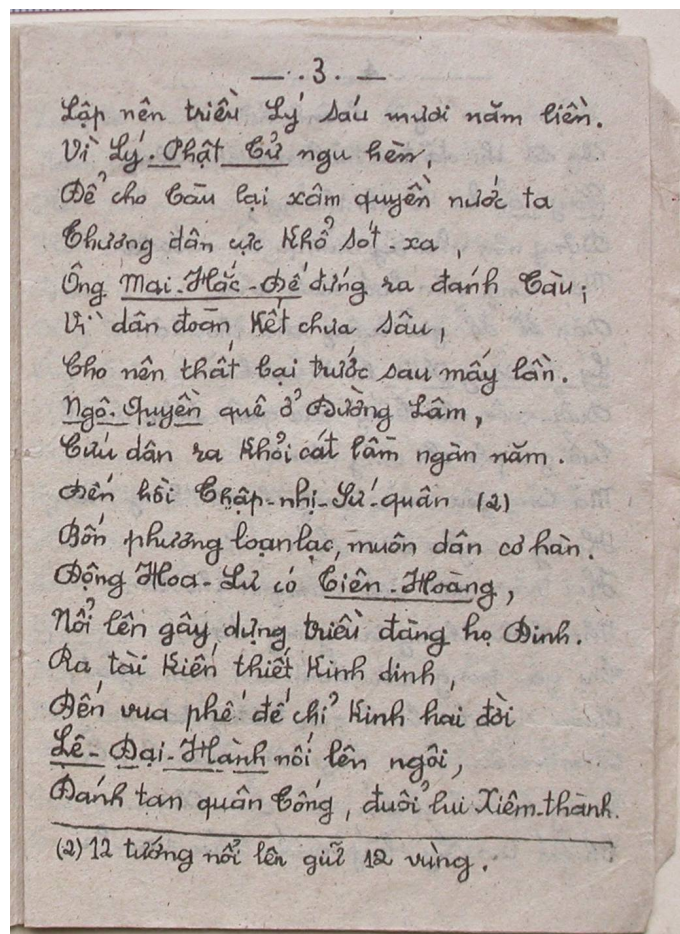 — . 3 . —
Lập nên triều Lý sáu mươi năm liền.
Vì Lý. Phật Tử ngu hèn,
Để cho Tàu lại xâm quyền nước ta
Thương dân cực khổ sót - xa,
Ông Mai - Hắc - Đế đứng ra đánh Tàu;
Vì dân đoàn kết chưa sâu,
Cho nên thất bại trước sau mấy lần.
Ngô. Quyền quê ở Đường Lâm,
Cứu dân ra khỏi cát lầm ngàn năm.
Đến hồi Thập - nhị - Sứ - quân (2)
Bốn phương loạn lạc, muôn dân cơ hàn.
Động Hoa - Lư có Tiên - Hoàng,
Nổi lên gây dựng triều đàng họ Đinh.
Ra tài kiến thiết kinh dinh,
Đến vua phế đế chỉ kinh hai đời
Lê - Đại - Hành nối lên ngôi,
Đánh tan quân Tống, đuổi lui Xiêm - thành.
(2) 12 tướng nổi lên giữ 12 vùng.